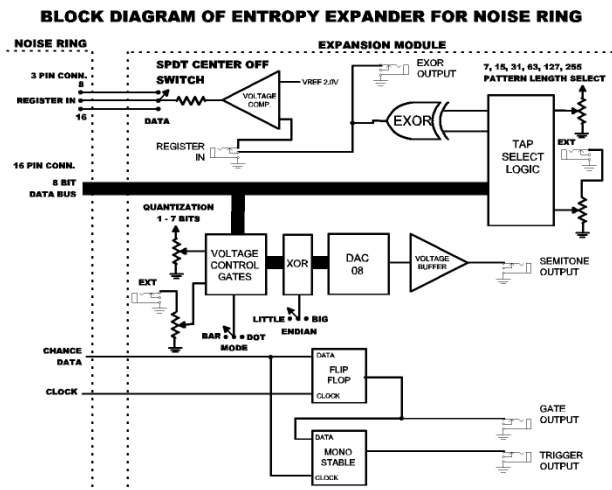 BLOCK DIAGRAM OF ENTROPY EXPANDER FOR NOISE RING
NOISE RING
EXPANSION MODULE
3 PIN CONN.
8
REGISTER IN
16
DATA
SPDT CENTER OFF
SWITCH
VOLTAGE
COMP.
VREF 2.0V
EXOR
OUTPUT
7, 15, 31, 63, 127, 255
PATTERN LENGTH SELECT
REGISTER
IN
EXOR
TAP
SELECT
LOGIC
EXT
16 PIN CONN.
8 BIT
DATA BUS
QUANTIZATION
1 - 7 BITS
VOLTAGE
CONTROL
GATES
XOR
DAC
08
VOLTAGE
BUFFER
SEMITONE
OUTPUT
EXT
BAR
DOT
MODE
LITTLE
BIG
ENDIAN
CHANCE
DATA
CLOCK
DATA
FLIP
FLOP
CLOCK
GATE
OUTPUT
DATA
MONO
STABLE
CLOCK
TRIGGER
OUTPUT